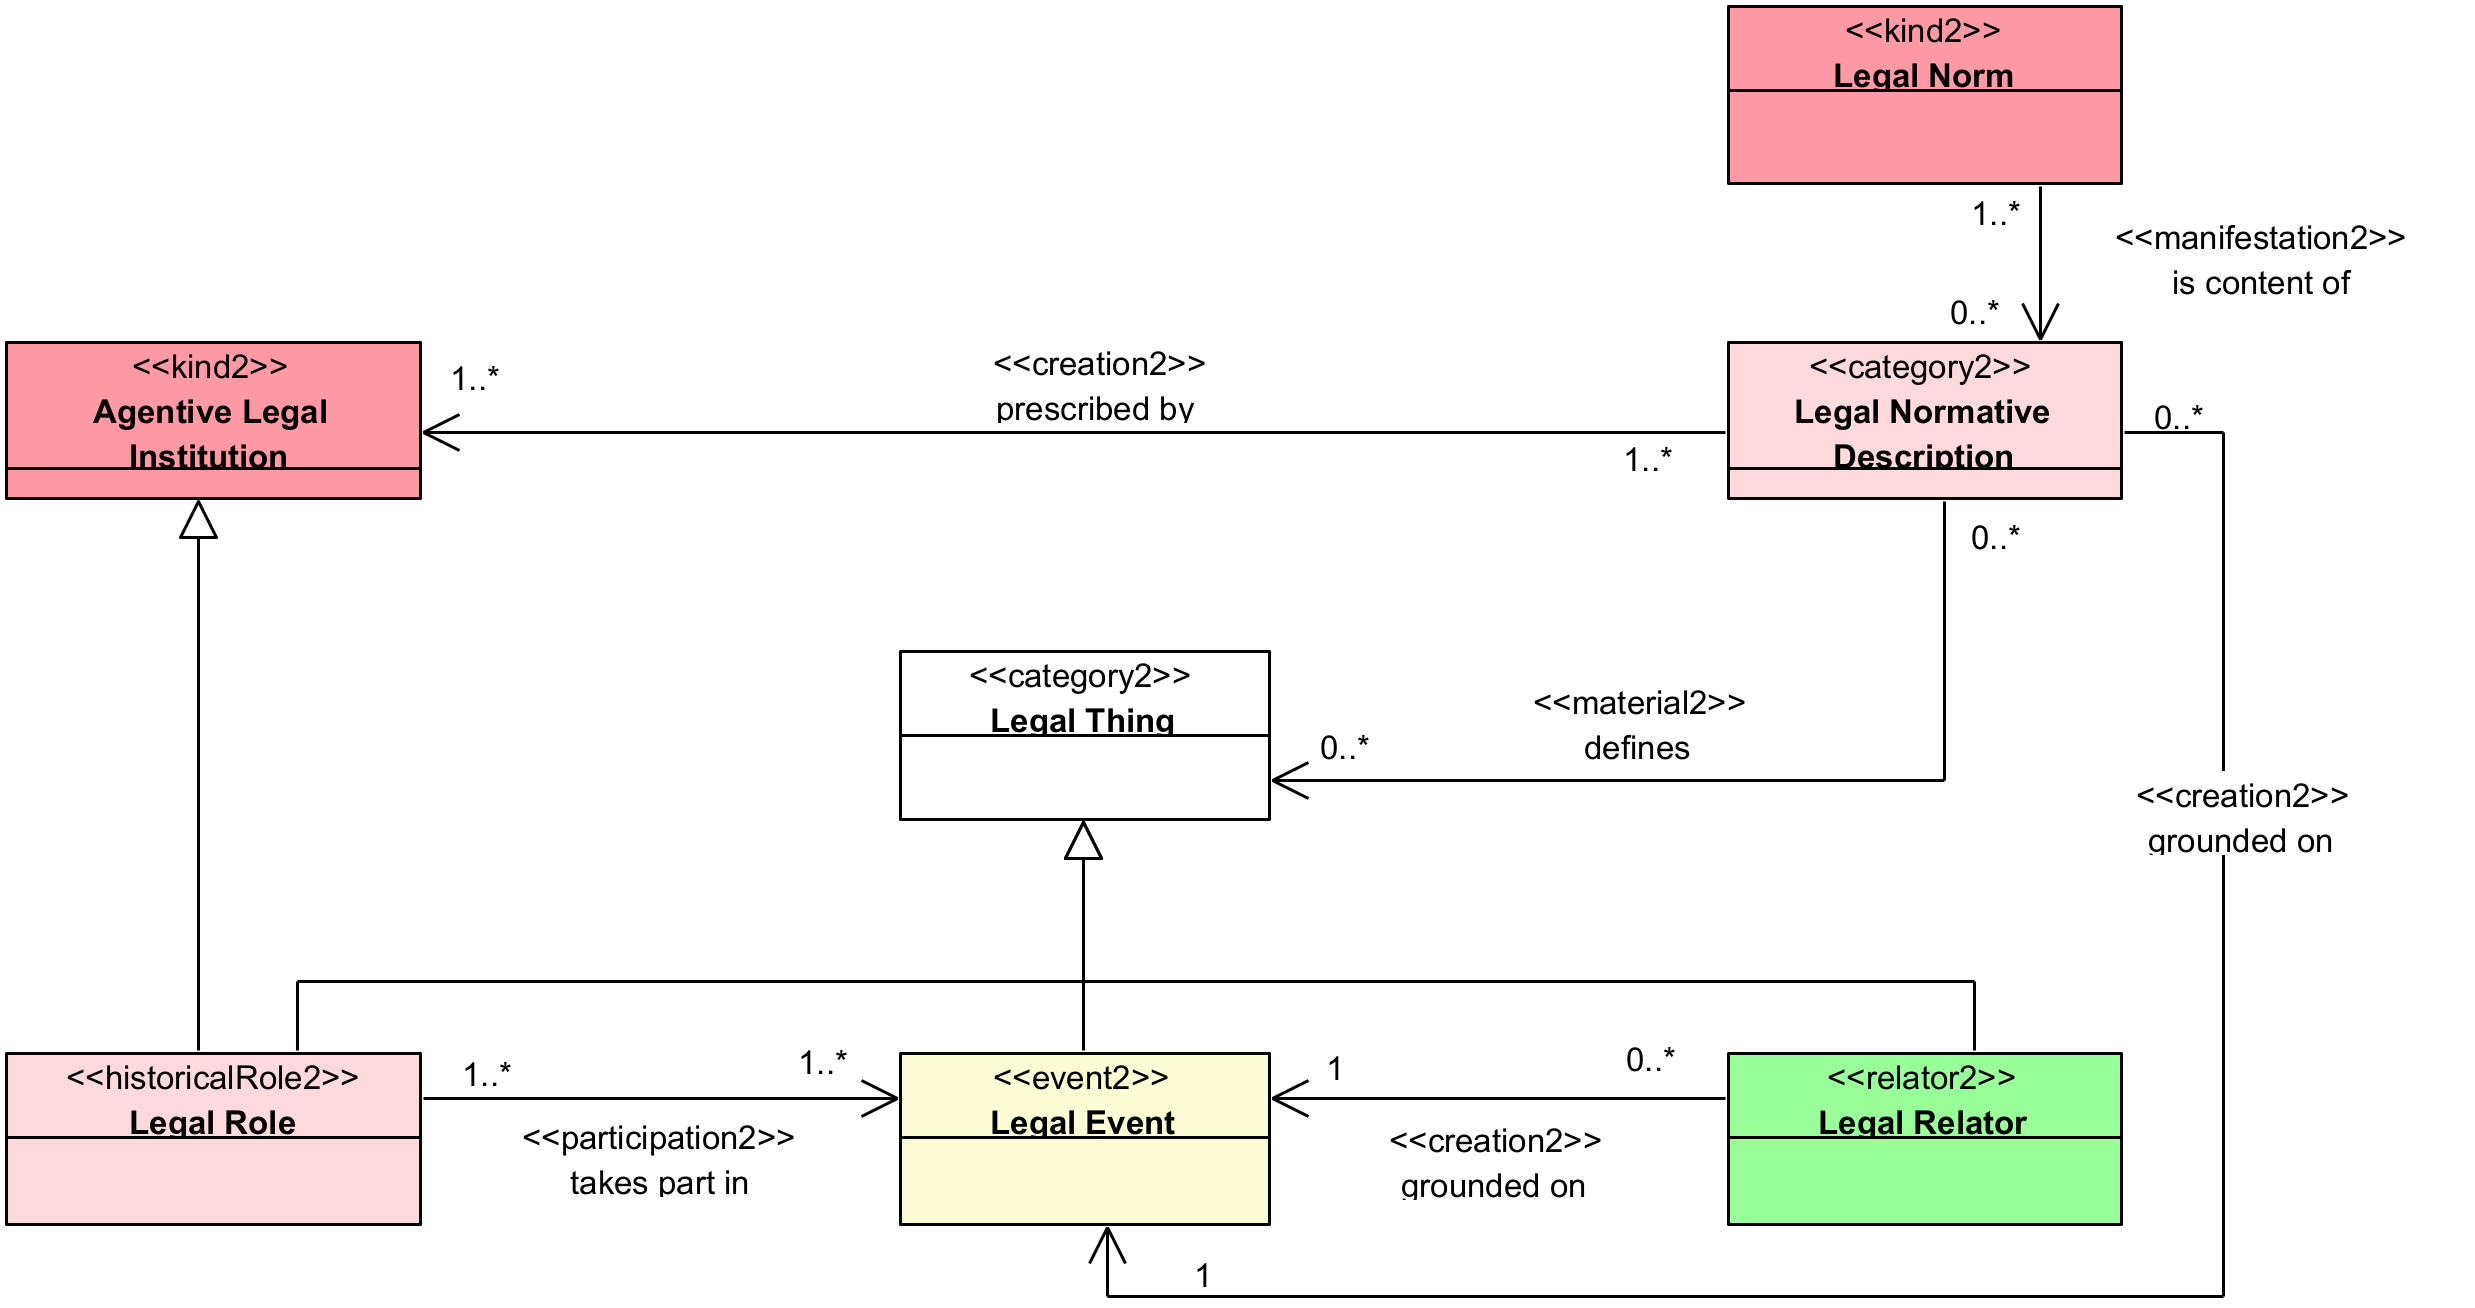 <<kind2>>
Legal Norm
1..*
<<manifestation2>>
is content of
0..*
<<kind2>>
Agentive Legal
Institution
1..*
<<creation2>>
prescribed by
1..*
<<category2>>
Legal Normative
Description
0..*
0..*
<<category2>>
Legal Thing
0..*
<<material2>>
defines
<<creation2>>
grounded on
<<historicalRole2>>
Legal Role
1..*
1..*
<<participation2>>
takes part in
<<event2>>
Legal Event
1
0..*
<<creation2>>
grounded on
<<relator2>>
Legal Relator
1